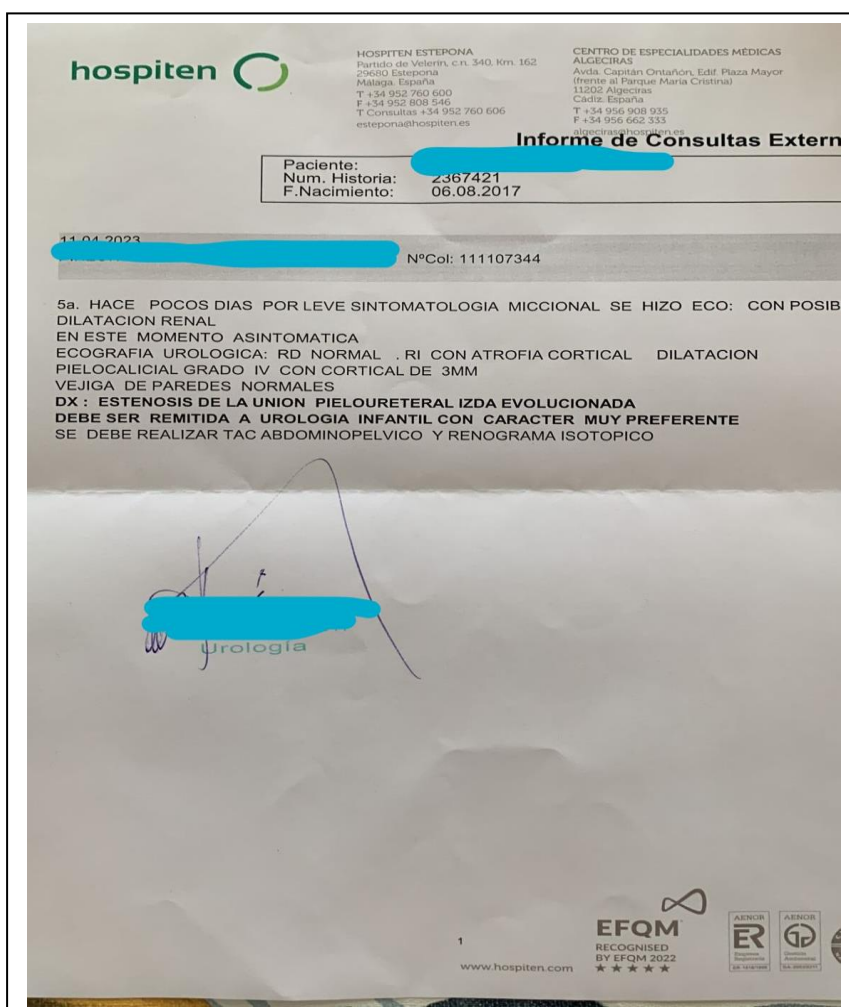 hospiten
HOSPITEN ESTEPONA
Partido de Velerín, c.n. 340, Km. 162
29680 Estepona
Málaga. España
T +34 952 760 600
F +34 952 808 546
T Consultas +34 952 760 606
estepona@hospiten.es
CENTRO DE ESPECIALIDADES MÉDICAS
ALGECIRAS
Avda. Capitán Ontañón, Edif. Plaza Mayor
(frente al Parque María Cristina)
11202 Algeciras
Cádiz. España
T +34 956 908 935
F +34 956 662 333
algeciras@hospiten.es
Informe de Consultas Extern
Paciente:
Num. Historia: 2367421
F.Nacimiento: 06.08.2017
11.04.2023
NºCol: 111107344
5a. HACE POCOS DIAS POR LEVE SINTOMATOLOGIA MICCIONAL SE HIZO ECO: CON POSIB
DILATACION RENAL
EN ESTE MOMENTO ASINTOMATICA
ECOGRAFIA UROLOGICA: RD NORMAL . RI CON ATROFIA CORTICAL DILATACION
PIELOCALICIAL GRADO IV CON CORTICAL DE 3MM
VEJIGA DE PAREDES NORMALES
DX : ESTENOSIS DE LA UNION PIELOURETERAL IZDA EVOLUCIONADA
DEBE SER REMITIDA A UROLOGIA INFANTIL CON CARACTER MUY PREFERENTE
SE DEBE REALIZAR TAC ABDOMINOPELVICO Y RENOGRAMA ISOTOPICO
Urología
1
www.hospiten.com
EFQM
RECOGNISED
BY EFQM 2022
AENOR
ER
AENOR